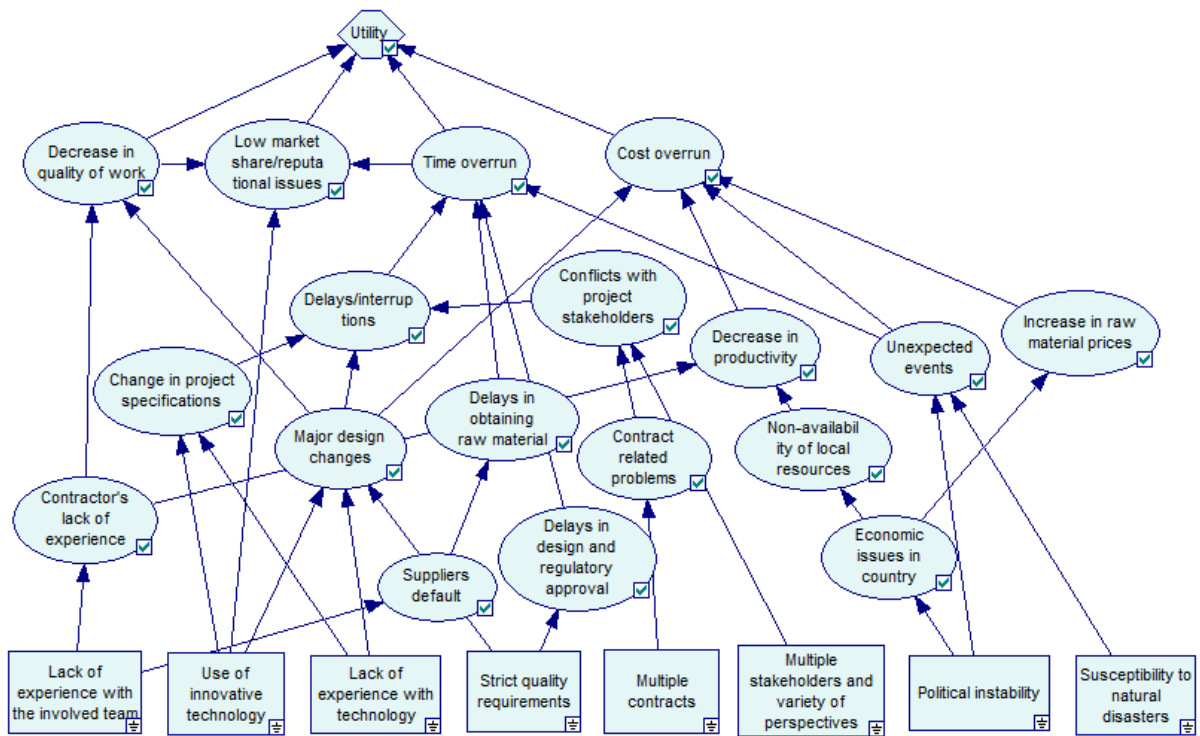 Utility
Decrease in
quality of work
Low market
share/reputa
tional issues
Time overrun
Cost overrun
Delays/interrup
tions
Conflicts with
project
stakeholders
Decrease in
productivity
Unexpected
events
Increase in raw
material prices
Change in project
specifications
Major design
changes
Delays in
obtaining
raw material
Contract
related
problems
Non-availabil
ity of local
resources
Contractor's
lack of
experience
Suppliers
default
Delays in
design and
regulatory
approval
Economic
issues in
country
Lack of
experience with
the involved team
Use of
innovative
technology
Lack of
experience with
technology
Strict quality
requirements
Multiple
contracts
Multiple
stakeholders and
variety of
perspectives
Political instability
Susceptibility to
natural
disasters